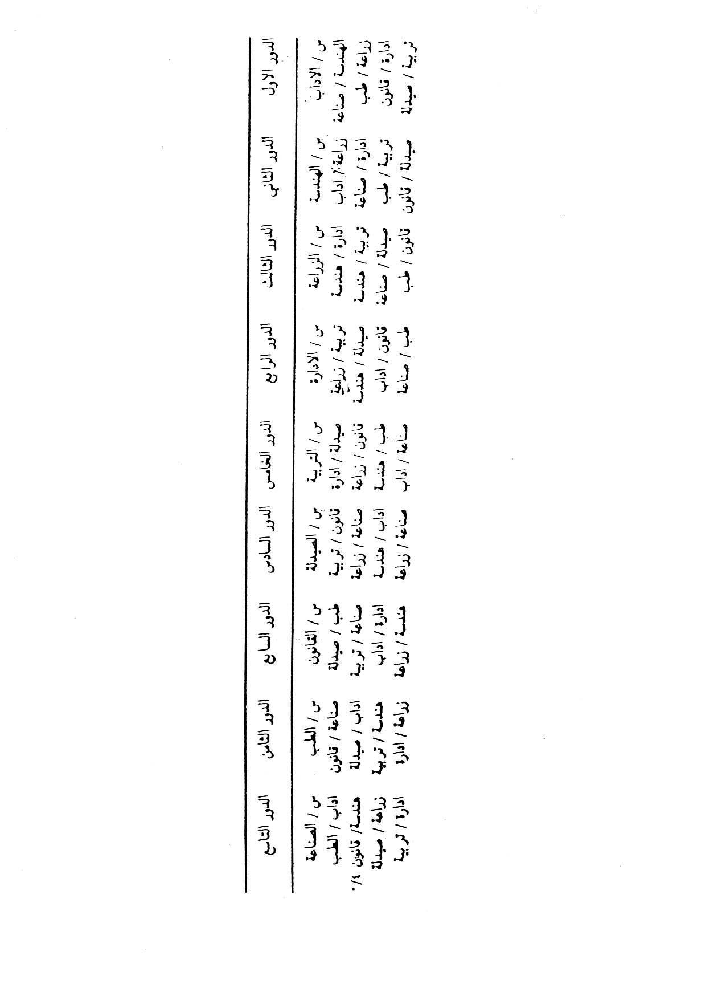 الدور الاول الدور الثاني الدور الثالث الدور الرابع الدور الخامس الدور السادس الدور السابع الدور الثامن الدور التاسع
س / الاداب س / الهندسة س / الزراعة س / الادارة س / التربية س / الصيدلة س / القانون س / الطب س / الصناعة
الهندسة / صناعة زراعة / اداب ادارة / هندسة تربية / زراعة صيدلة / ادارة قانون / تربية طب / صيدلة صناعة / قانون اداب / الطب
زراعة / طب ادارة / صناعة تربية / هندسة صيدلة / هندسة قانون / زراعة صناعة / زراعة صناعة / تربية اداب / صيدلة هندسة / قانون ٤/٠
ادارة / قانون تربية / طب صيدلة / صناعة قانون / اداب طب / هندسة اداب / هندسة ادارة / اداب هندسة / تربية زراعة / صيدلة
تربية / صيدلة صيدلة / قانون قانون / طب طب / صناعة صناعة / اداب صناعة / زراعة هندسة / زراعة زراعة / ادارة ادارة / تربية